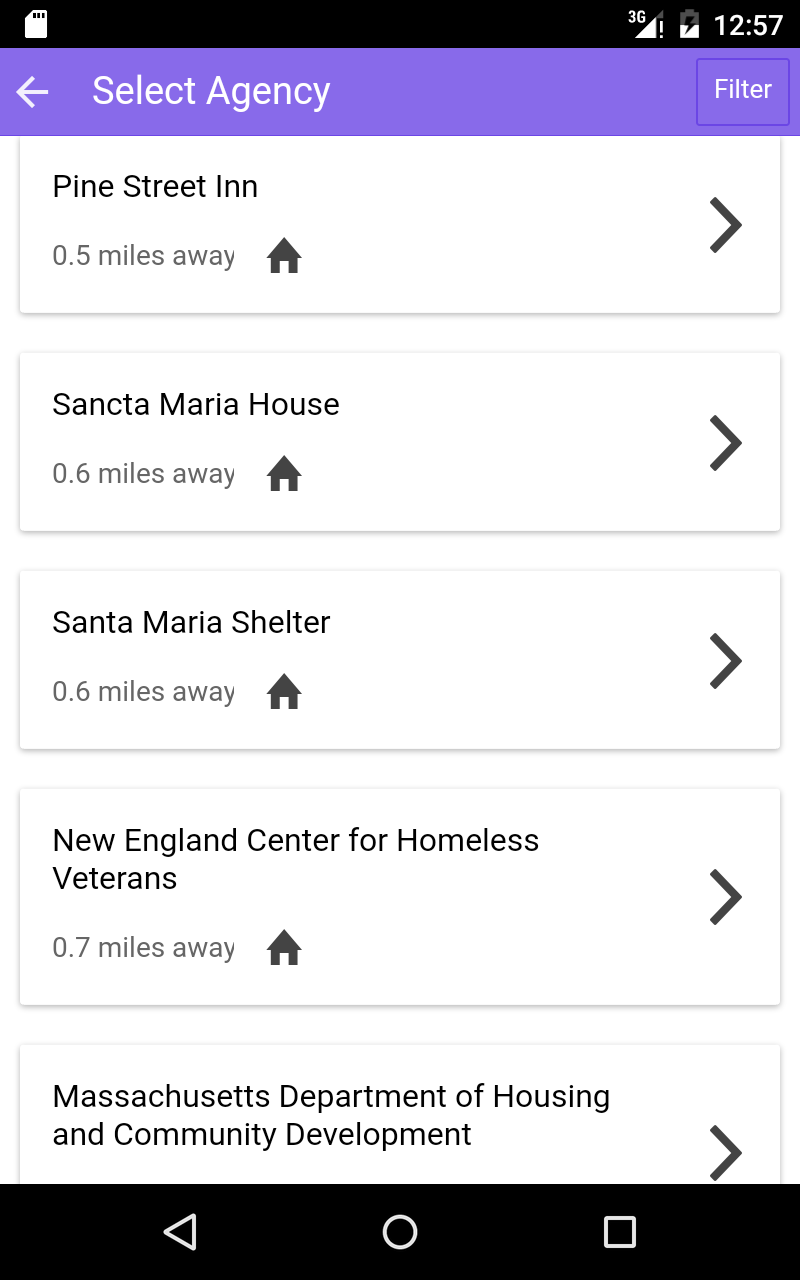 3G 12:57
Select Agency Filter
Pine Street Inn
0.5 miles away
Sancta Maria House
0.6 miles away
Santa Maria Shelter
0.6 miles away
New England Center for Homeless
Veterans
0.7 miles away
Massachusetts Department of Housing
and Community Development